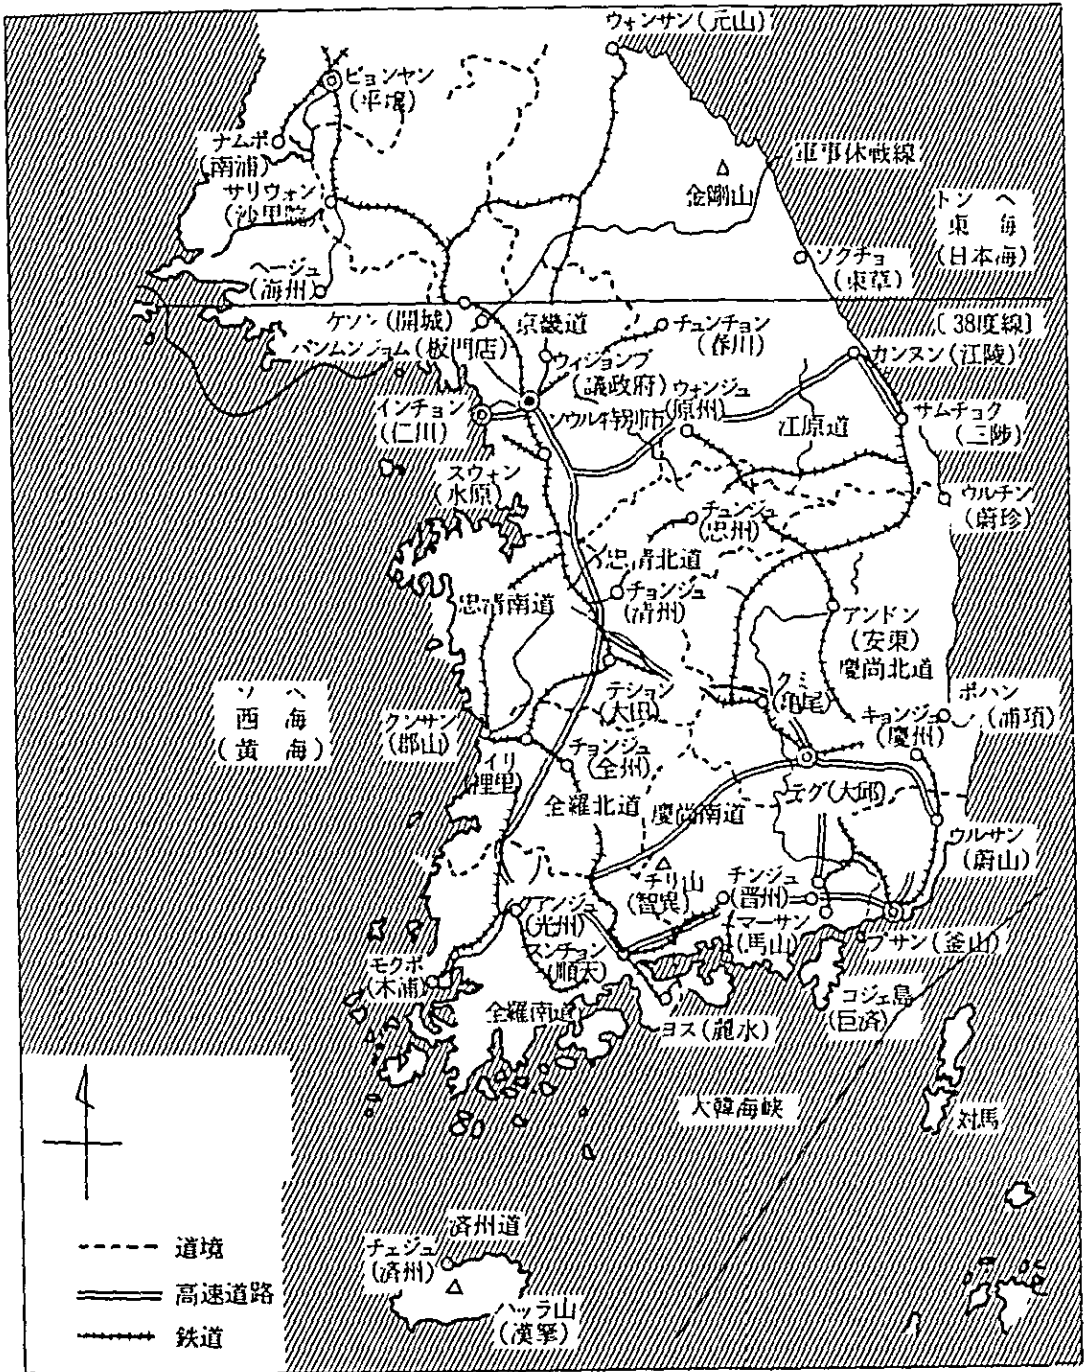 ウォンサン(元山)
ピョンヤン
(平壌)
ナムポ
(南浦)
サリウォン
(沙里院)
ヘージュ
(海州)
軍事休戦線
金剛山
トンヘ
東海
(日本海)
ソクチョ
(束草)
〔38度線〕
ケソン(開城)
パンムンジョム(板門店)
京畿道
チュンチョン
(春川)
カンヌン(江陵)
ウィジョンブ
(議政府)
ウォンジュ
(原州)
ソウル特別市
インチョン
(仁川)
サムチョク
(三陟)
江原道
スウォン
(水原)
ウルチン
(蔚珍)
チュンジュ
(忠州)
忠清北道
忠清南道
チョンジュ
(清州)
アンドン
(安東)
慶尚北道
ソヘ
西海
(黄海)
テジョン
(大田)
クミ
(亀尾)
ポハン
(浦項)
キョンジュ
(慶州)
クンサン
(郡山)
イリ
(裡里)
チョンジュ
(全州)
全羅北道
慶尚南道
テグ(大邱)
ウルサン
(蔚山)
チリ山
(智異)
チンジュ
(晋州)
マーサン
(馬山)
プサン(釜山)
クアンジュ
(光州)
スンチョン
(順天)
モクポ
(木浦)
全羅南道
ヨス(麗水)
コジェ島
(巨済)
大韓海峡
対馬
済州道
チェジュ
(済州)
ハッラ山
(漢拏)
道境
高速道路
鉄道